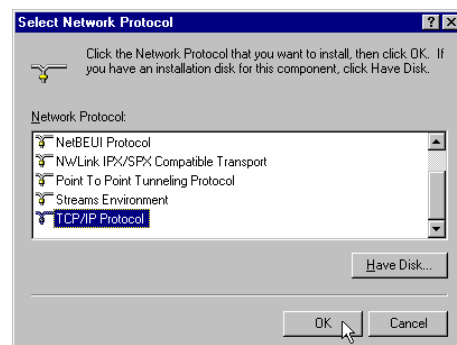 Select Network Protocol
Click the Network Protocol that you want to install, then click OK. If
you have an installation disk for this component, click Have Disk.
Network Protocol:
NetBEUI Protocol
NWLink IPX/SPX Compatible Transport
Point To Point Tunneling Protocol
Streams Environment
TCP/IP Protocol
Have Disk...
OK
Cancel